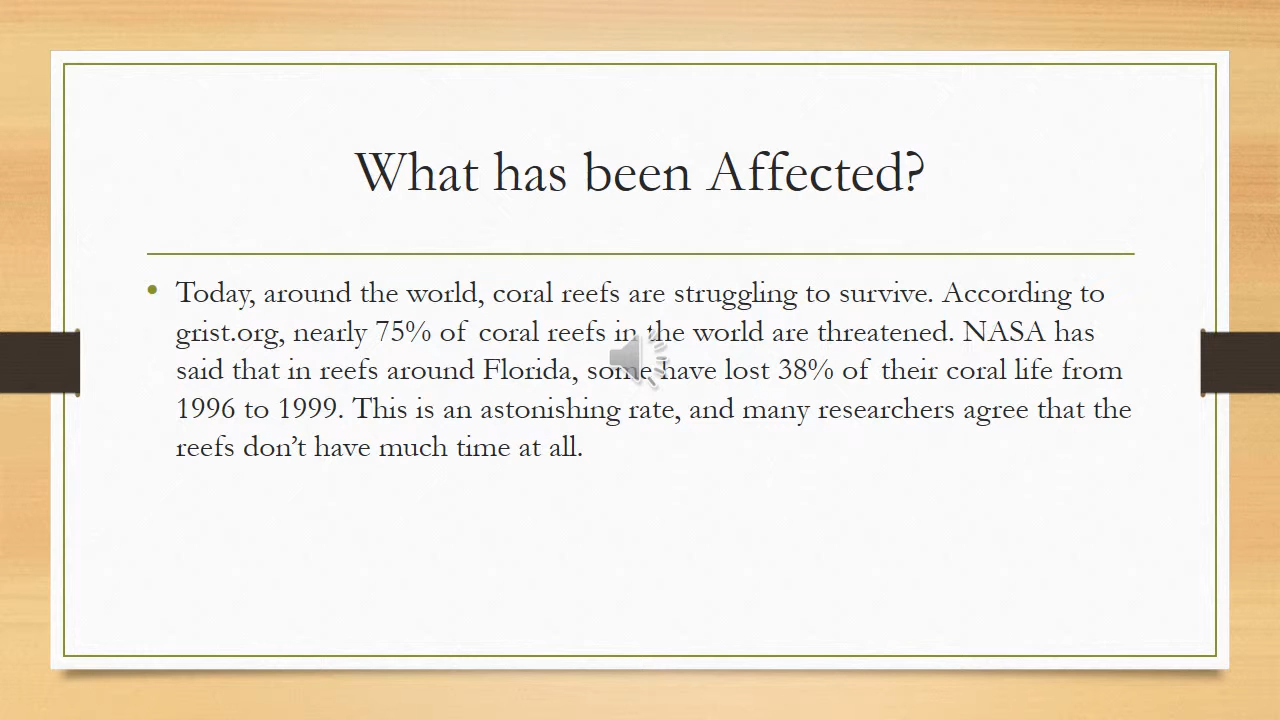 What has been Affected?
• Today, around the world, coral reefs are struggling to survive. According to
grist.org, nearly 75% of coral reefs in the world are threatened. NASA has
said that in reefs around Florida, some have lost 38% of their coral life from
1996 to 1999. This is an astonishing rate, and many researchers agree that the
reefs don’t have much time at all.